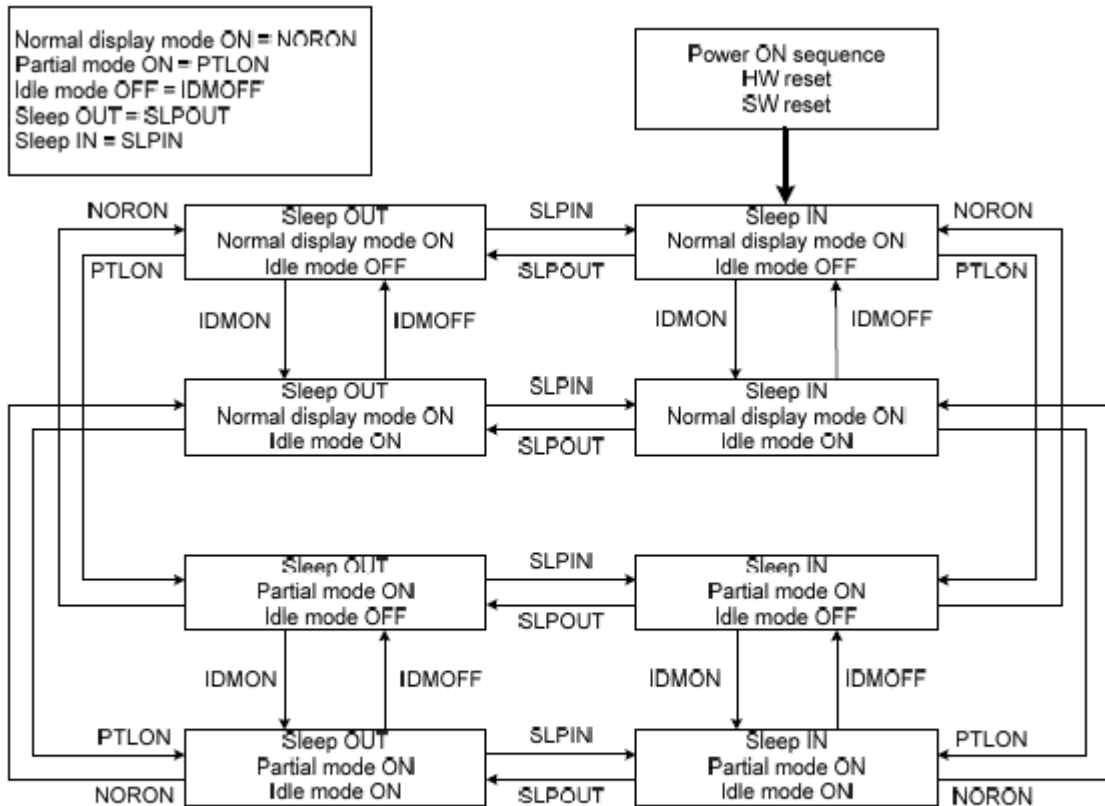 Normal display mode ON = NORON
Partial mode ON = PTLON
Idle mode OFF = IDMOFF
Sleep OUT = SLPOUT
Sleep IN = SLPIN
Power ON sequence
HW reset
SW reset
NORON
PTLON
Sleep OUT
Normal display mode ON
Idle mode OFF
SLPIN
SLPOUT
Sleep IN
Normal display mode ON
Idle mode OFF
NORON
PTLON
IDMON
IDMOFF
IDMON
IDMOFF
Sleep OUT
Normal display mode ON
Idle mode ON
SLPIN
SLPOUT
Sleep IN
Normal display mode ON
Idle mode ON
Sleep OUT
Partial mode ON
Idle mode OFF
SLPIN
SLPOUT
Sleep IN
Partial mode ON
Idle mode OFF
IDMON
IDMOFF
IDMON
IDMOFF
PTLON
NORON
Sleep OUT
Partial mode ON
Idle mode ON
SLPIN
SLPOUT
Sleep IN
Partial mode ON
Idle mode ON
PTLON
NORON